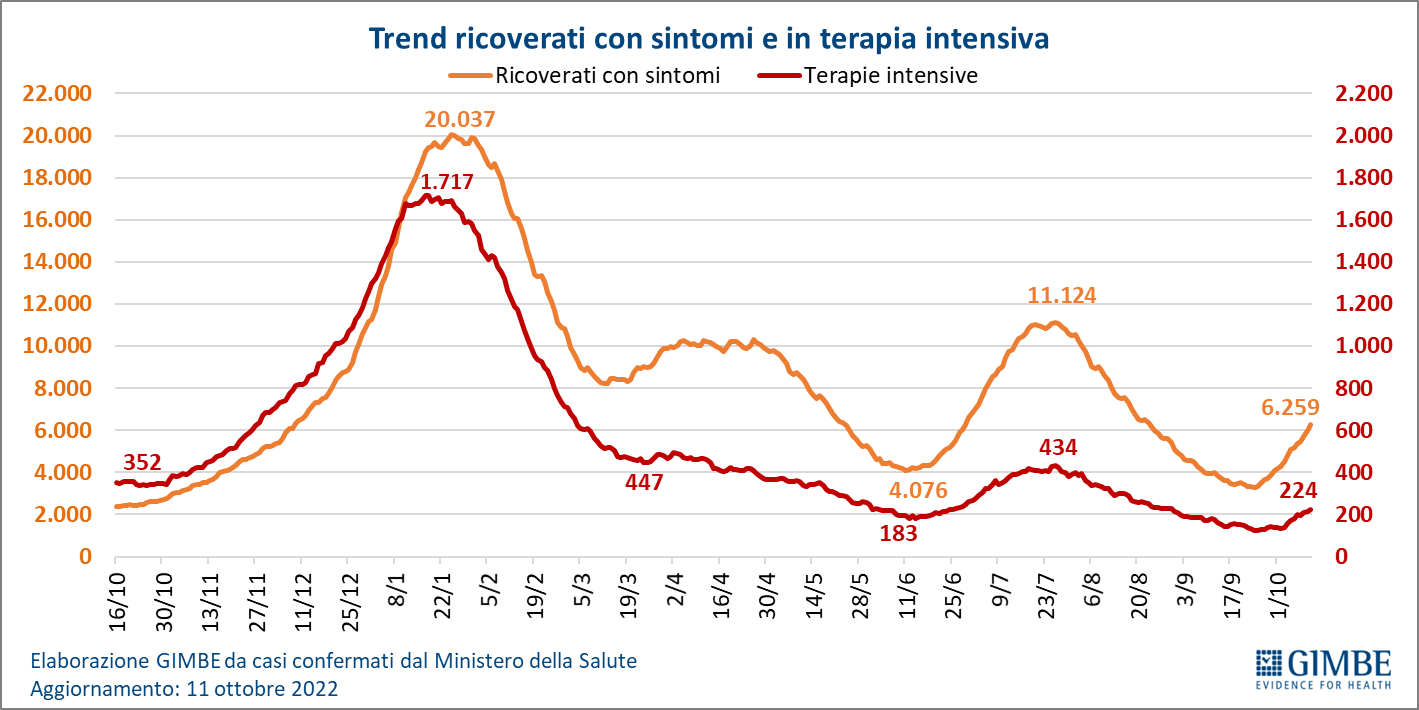 Trend ricoverati con sintomi e in terapia intensiva
Ricoverati con sintomi Terapie intensive
22.000 2.200
20.000 20.037 2.000
18.000 1.717 1.800
16.000 1.600
14.000 1.400
12.000 11.124 1.200
10.000 1.000
8.000 6.259 800
6.000 434 600
4.000 352 447 4.076 224 400
2.000 183 200
0 0
16/10 30/10 13/11 27/11 11/12 25/12 8/1 22/1 5/2 19/2 5/3 19/3 2/4 16/4 30/4 14/5 28/5 11/6 25/6 9/7 23/7 6/8 20/8 3/9 17/9 1/10
Elaborazione GIMBE da casi confermati dal Ministero della Salute
Aggiornamento: 11 ottobre 2022
GIMBE
EVIDENCE FOR HEALTH